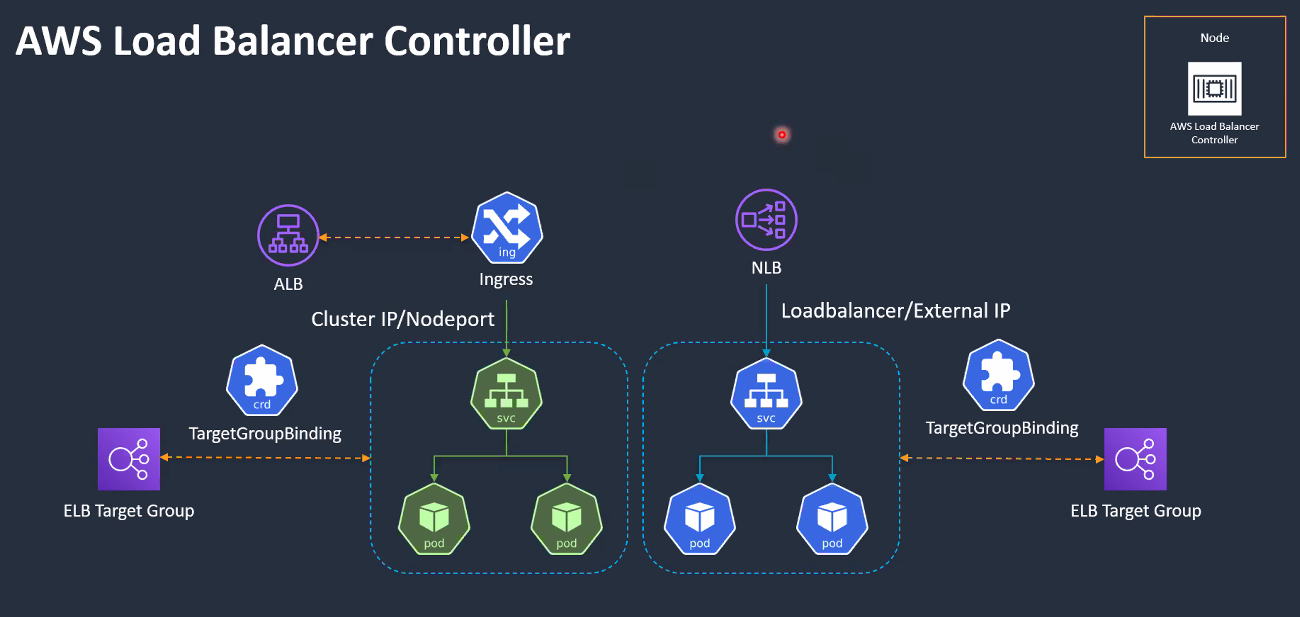 AWS Load Balancer Controller
Node
AWS Load Balancer
Controller
ing
ALB
Ingress
NLB
Cluster IP/Nodeport
Loadbalancer/External IP
crd
TargetGroupBinding
svc
svc
crd
TargetGroupBinding
ELB Target Group
pod
pod
pod
pod
ELB Target Group